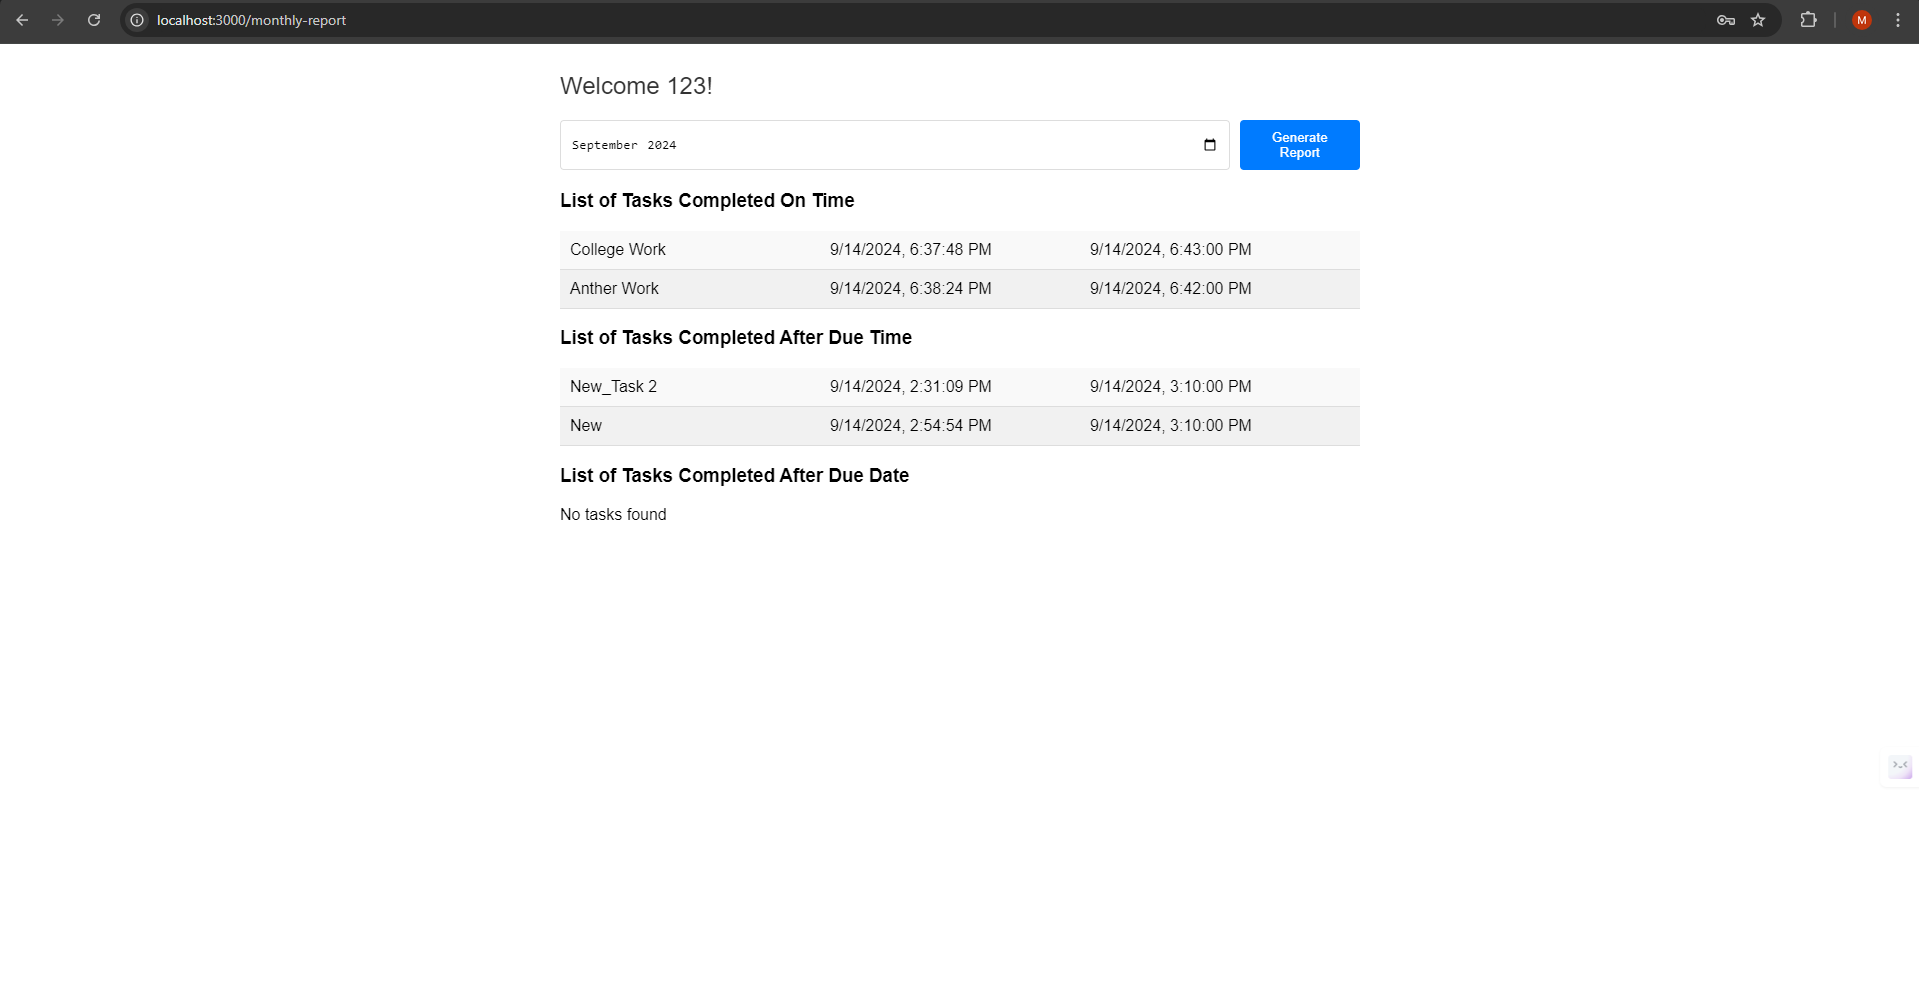 localhost:3000/monthly-report
M
Welcome 123!
September 2024
Generate
Report
List of Tasks Completed On Time
College Work 9/14/2024, 6:37:48 PM 9/14/2024, 6:43:00 PM
Anther Work 9/14/2024, 6:38:24 PM 9/14/2024, 6:42:00 PM
List of Tasks Completed After Due Time
New_Task 2 9/14/2024, 2:31:09 PM 9/14/2024, 3:10:00 PM
New 9/14/2024, 2:54:54 PM 9/14/2024, 3:10:00 PM
List of Tasks Completed After Due Date
No tasks found